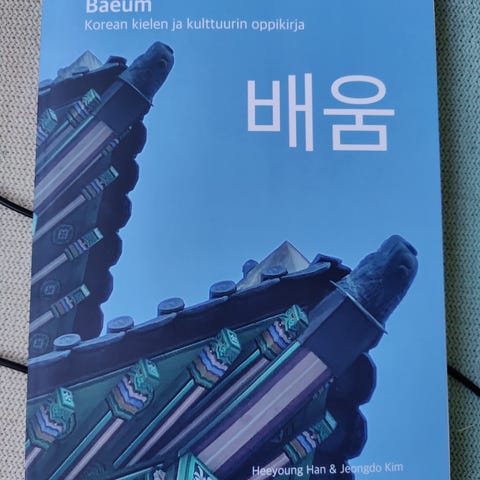 Baeum
Korean kielen ja kulttuurin oppikirja
배움
Heeyoung Han & Jeongdo Kim